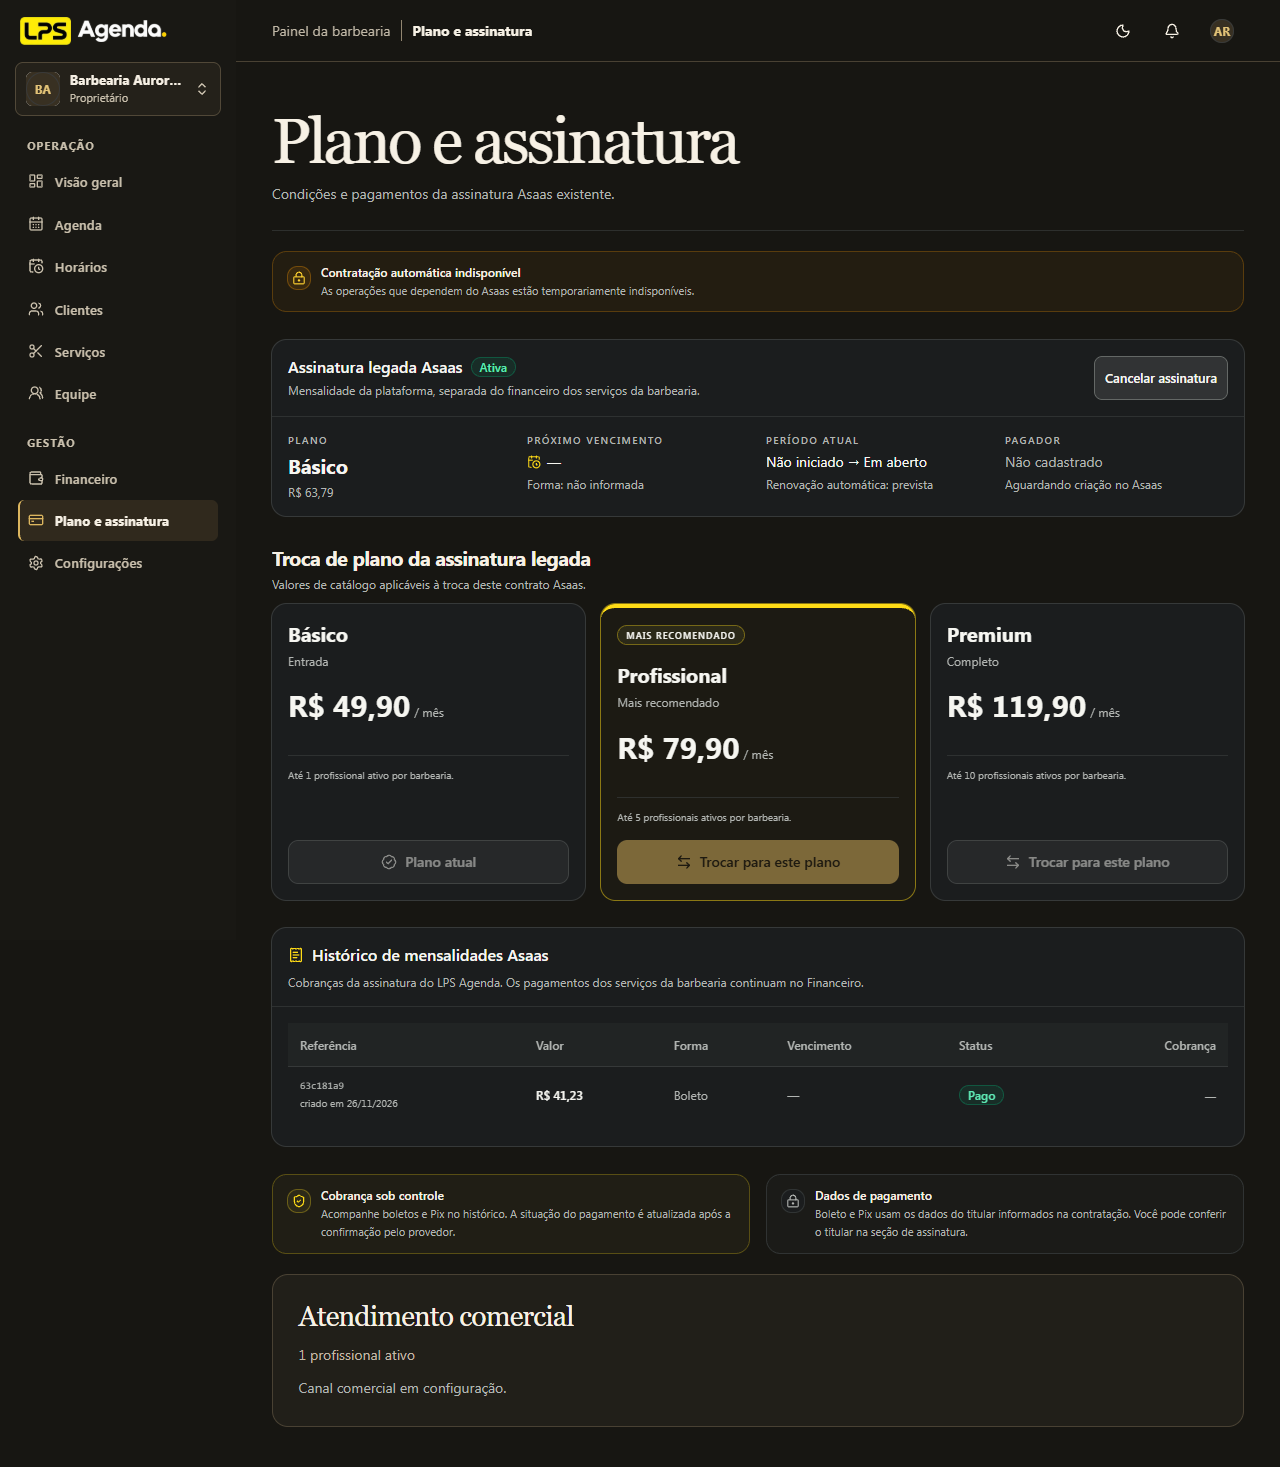 LPS Agenda.
Painel da barbearia | Plano e assinatura
AR
BA
Barbearia Auror...
Proprietário
OPERAÇÃO
Visão geral
Agenda
Horários
Clientes
Serviços
Equipe
GESTÃO
Financeiro
Plano e assinatura
Configurações
Plano e assinatura
Condições e pagamentos da assinatura Asaas existente.
Contratação automática indisponível
As operações que dependem do Asaas estão temporariamente indisponíveis.
Assinatura legada Asaas Ativa
Mensalidade da plataforma, separada do financeiro dos serviços da barbearia.
Cancelar assinatura
PLANO
Básico
R$ 63,79
PRÓXIMO VENCIMENTO
—
Forma: não informada
PERÍODO ATUAL
Não iniciado → Em aberto
Renovação automática: prevista
PAGADOR
Não cadastrado
Aguardando criação no Asaas
Troca de plano da assinatura legada
Valores de catálogo aplicáveis à troca deste contrato Asaas.
Básico
Entrada
R$ 49,90 / mês
Até 1 profissional ativo por barbearia.
Plano atual
MAIS RECOMENDADO
Profissional
Mais recomendado
R$ 79,90 / mês
Até 5 profissionais ativos por barbearia.
Trocar para este plano
Premium
Completo
R$ 119,90 / mês
Até 10 profissionais ativos por barbearia.
Trocar para este plano
Histórico de mensalidades Asaas
Cobranças da assinatura do LPS Agenda. Os pagamentos dos serviços da barbearia continuam no Financeiro.
Referência Valor Forma Vencimento Status Cobrança
63c181a9
criado em 26/11/2026
R$ 41,23 Boleto — Pago —
Cobrança sob controle
Acompanhe boletos e Pix no histórico. A situação do pagamento é atualizada após a
confirmação pelo provedor.
Dados de pagamento
Boleto e Pix usam os dados do titular informados na contratação. Você pode conferir
o titular na seção de assinatura.
Atendimento comercial
1 profissional ativo
Canal comercial em configuração.